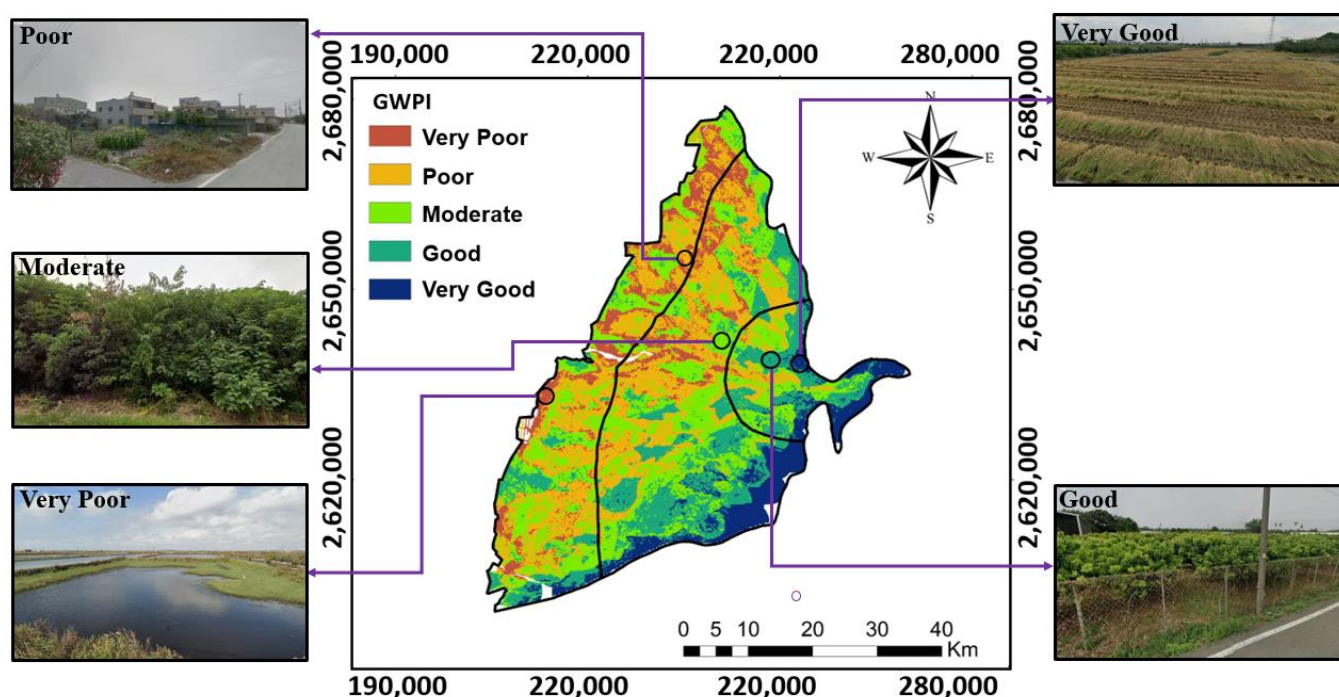 Poor
Very Good
190,000 220,000 220,000 280,000
2,680,000
2,680,000
GWPI
Very Poor
Poor
Moderate
Good
Very Good
N
W E
S
Moderate
2,650,000
2,650,000
Very Poor
2,620,000
2,620,000
Good
0 5 10 20 30 40
Km
190,000 220,000 220,000 280,000